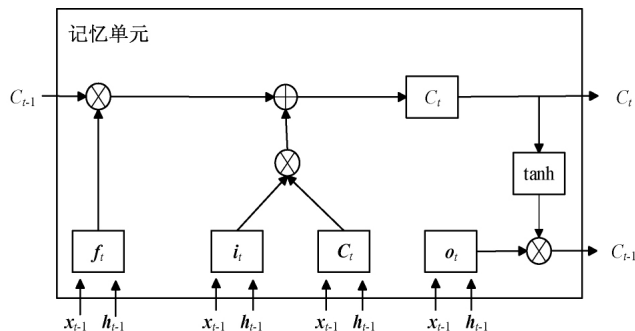 记忆单元
C_{t-1} C_t C_t
tanh
f_t i_t C_t o_t C_{t-1}
x_{t-1} h_{t-1} x_{t-1} h_{t-1} x_{t-1} h_{t-1} x_{t-1} h_{t-1}